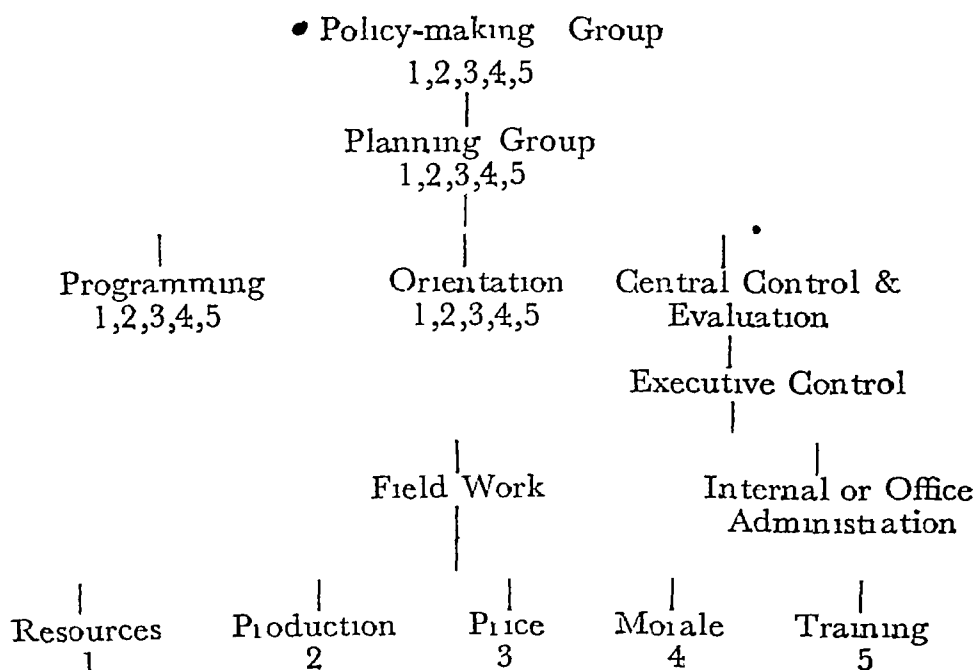 Policy-making Group
1,2,3,4,5
Planning Group
1,2,3,4,5
Programming Orientation Central Control &
1,2,3,4,5 1,2,3,4,5 Evaluation
Executive Control
Field Work Internal or Office
Administration
Resources Production Price Morale Training
1 2 3 4 5